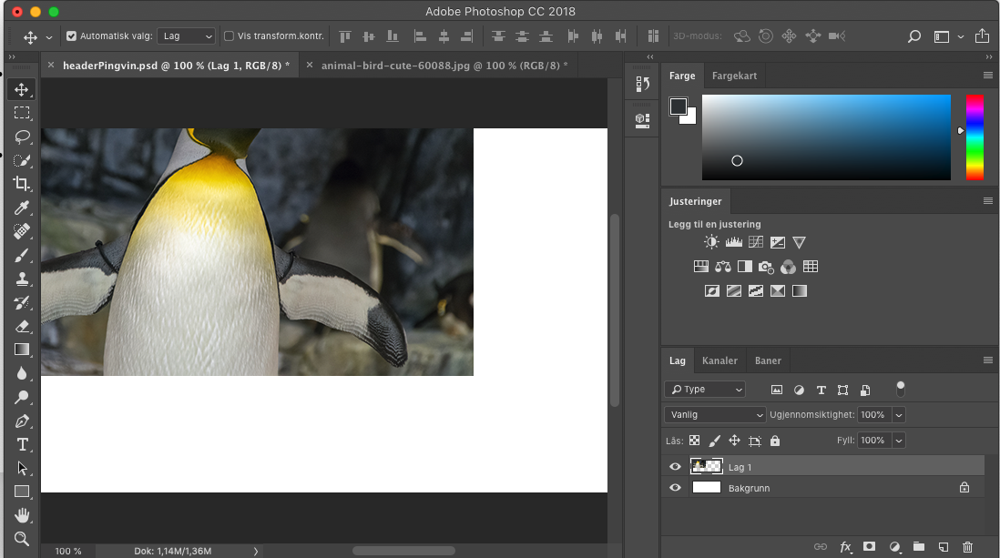 Adobe Photoshop CC 2018
Automatisk valg: Lag Vis transform.kontr. 3D-modus:
headerPingvin.psd @ 100 % (Lag 1, RGB/8) *
animal-bird-cute-60088.jpg @ 100 % (RGB/8) *
Farge Fargekart
Justeringer
Legg til en justering
Lag Kanaler Baner
Type
Vanlig Ugjennomsiktighet: 100%
Lås: Fyll: 100%
Lag 1
Bakgrunn
fx
100 % Dok: 1,14M/1,36M